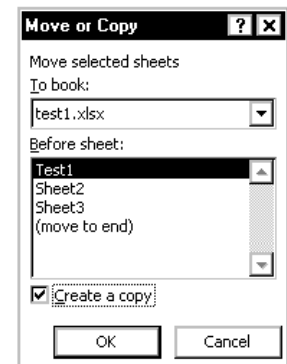 Move or Copy ? X
Move selected sheets
To book:
test1.xlsx
Before sheet:
Test1
Sheet2
Sheet3
(move to end)
Create a copy
OK Cancel